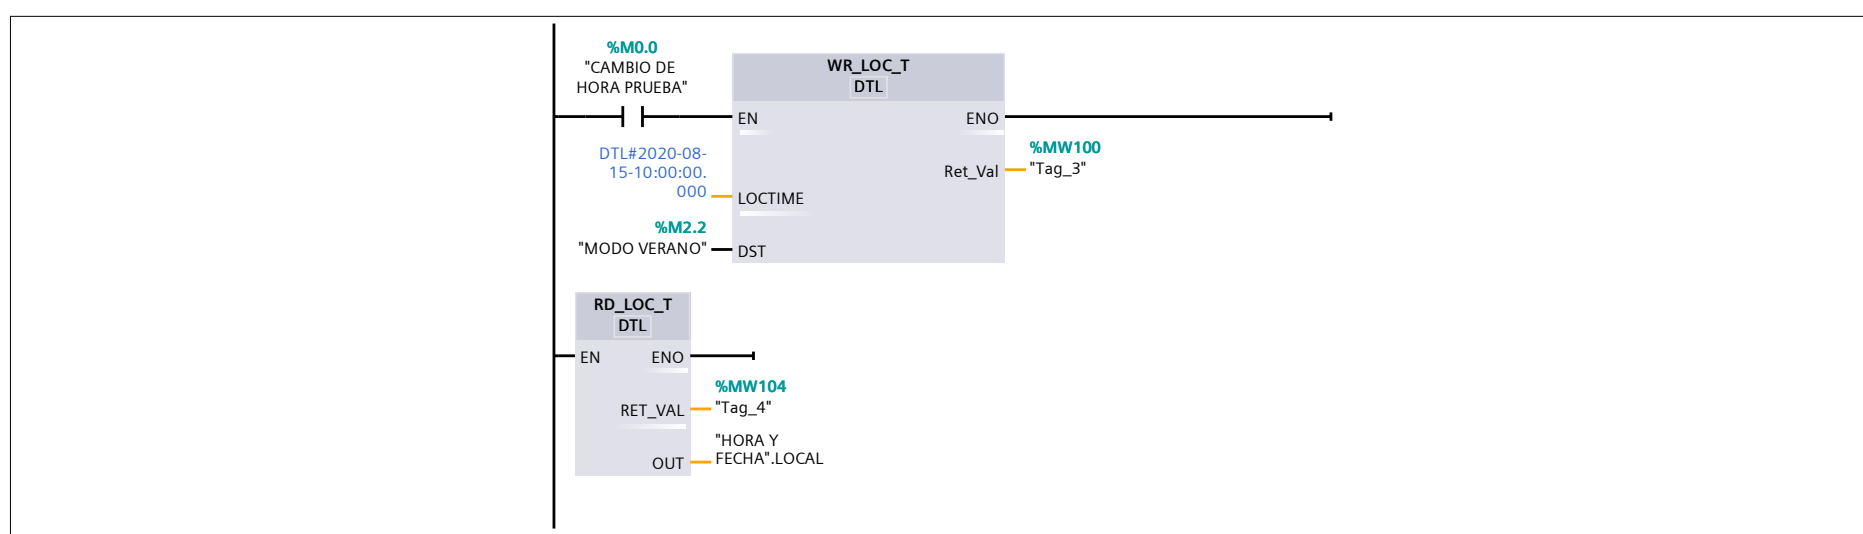 %M0.0
"CAMBIO DE
HORA PRUEBA"
WR_LOC_T
DTL
EN
ENO
DTL#2020-08-
15-10:00:00.
000
LOCTIME
%MW100
Ret_Val
"Tag_3"
%M2.2
"MODO VERANO"
DST
RD_LOC_T
DTL
EN
ENO
%MW104
RET_VAL
"Tag_4"
"HORA Y
FECHA".LOCAL
OUT